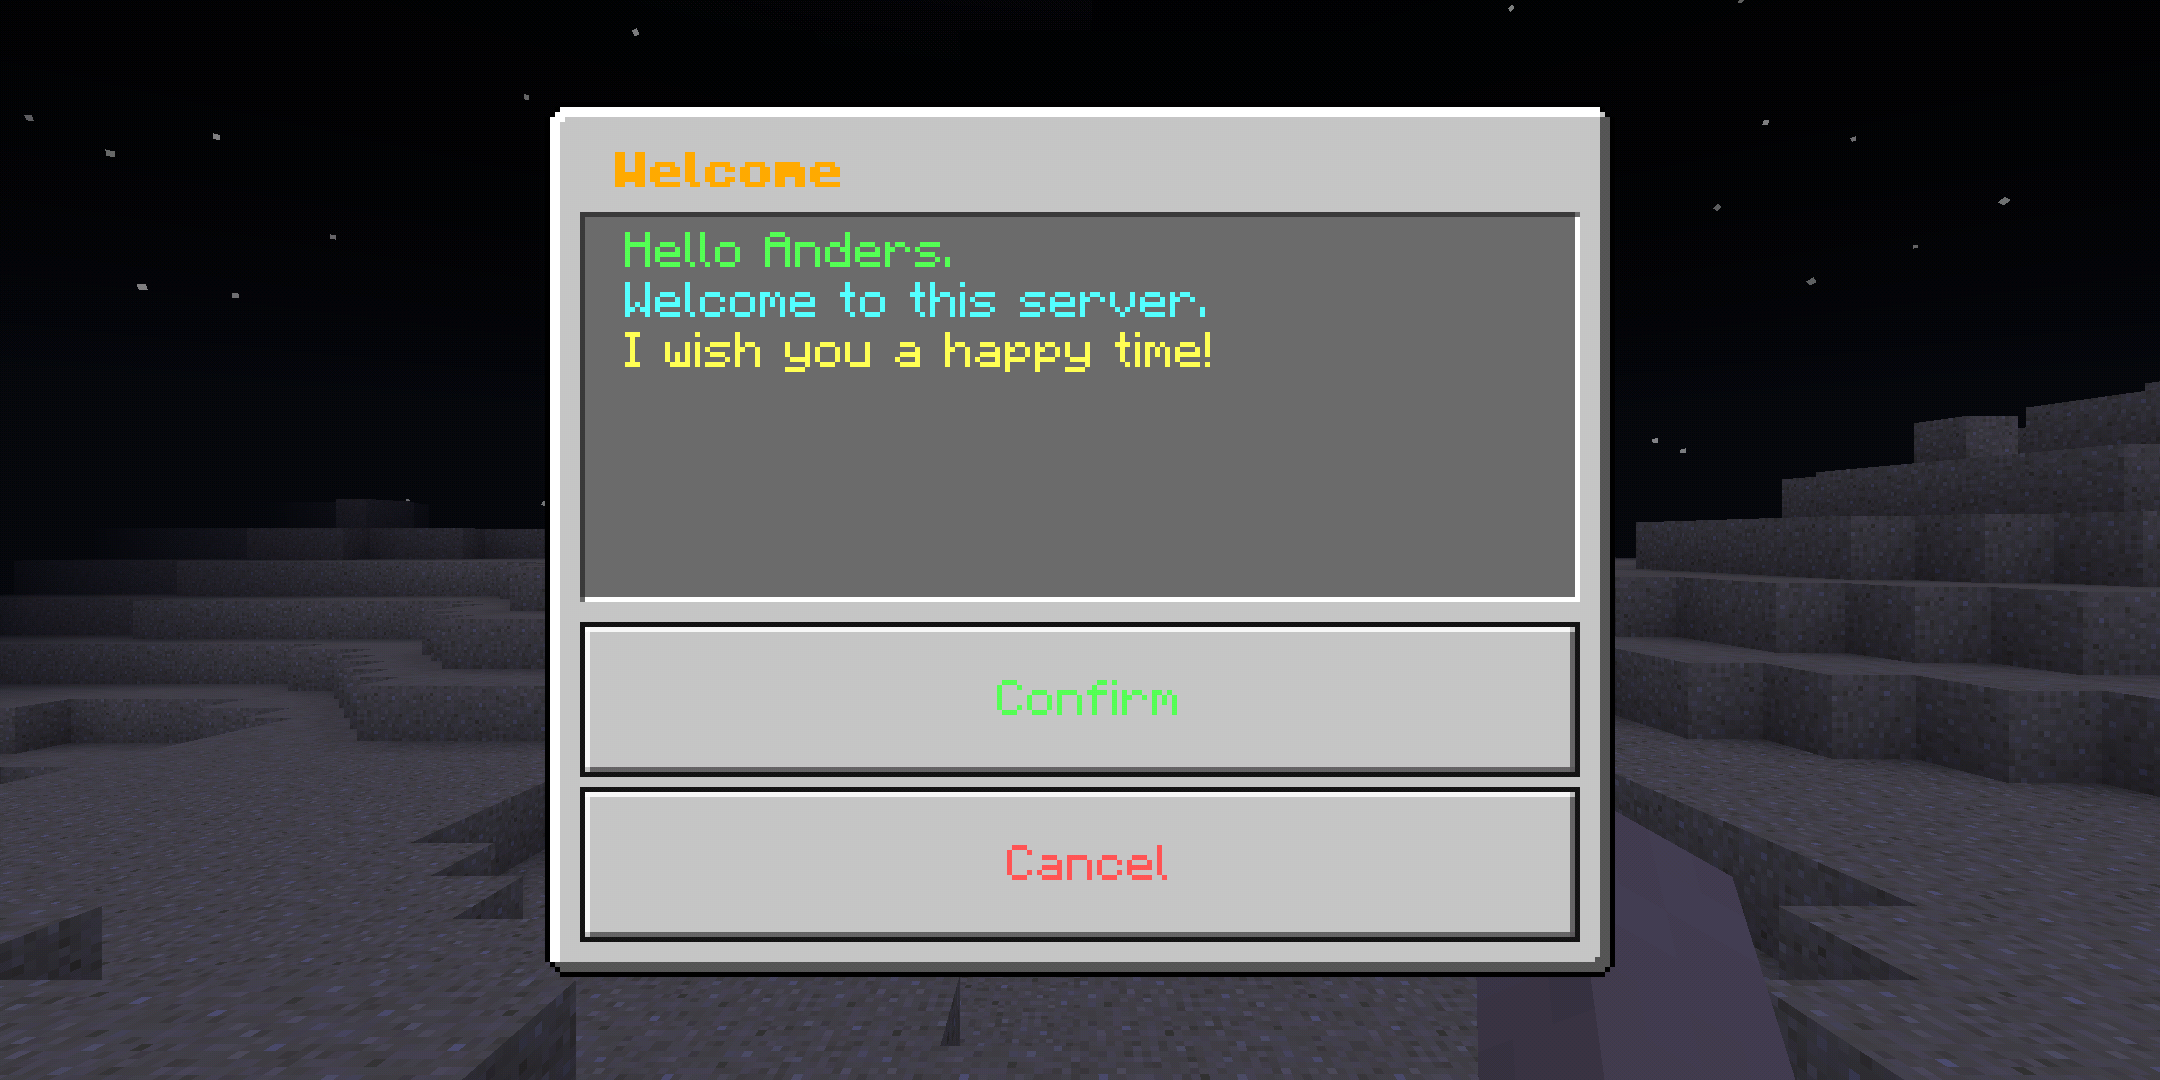 Welcome
Hello Anders,
Welcome to this server,
I wish you a happy time!
Confirm
Cancel